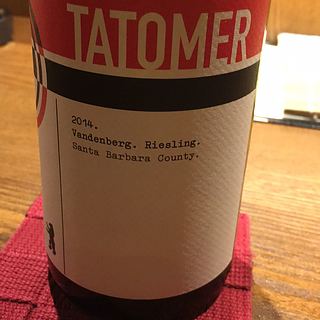 TATOMER
2014.
Vandenberg. Riesling.
Santa Barbara County.